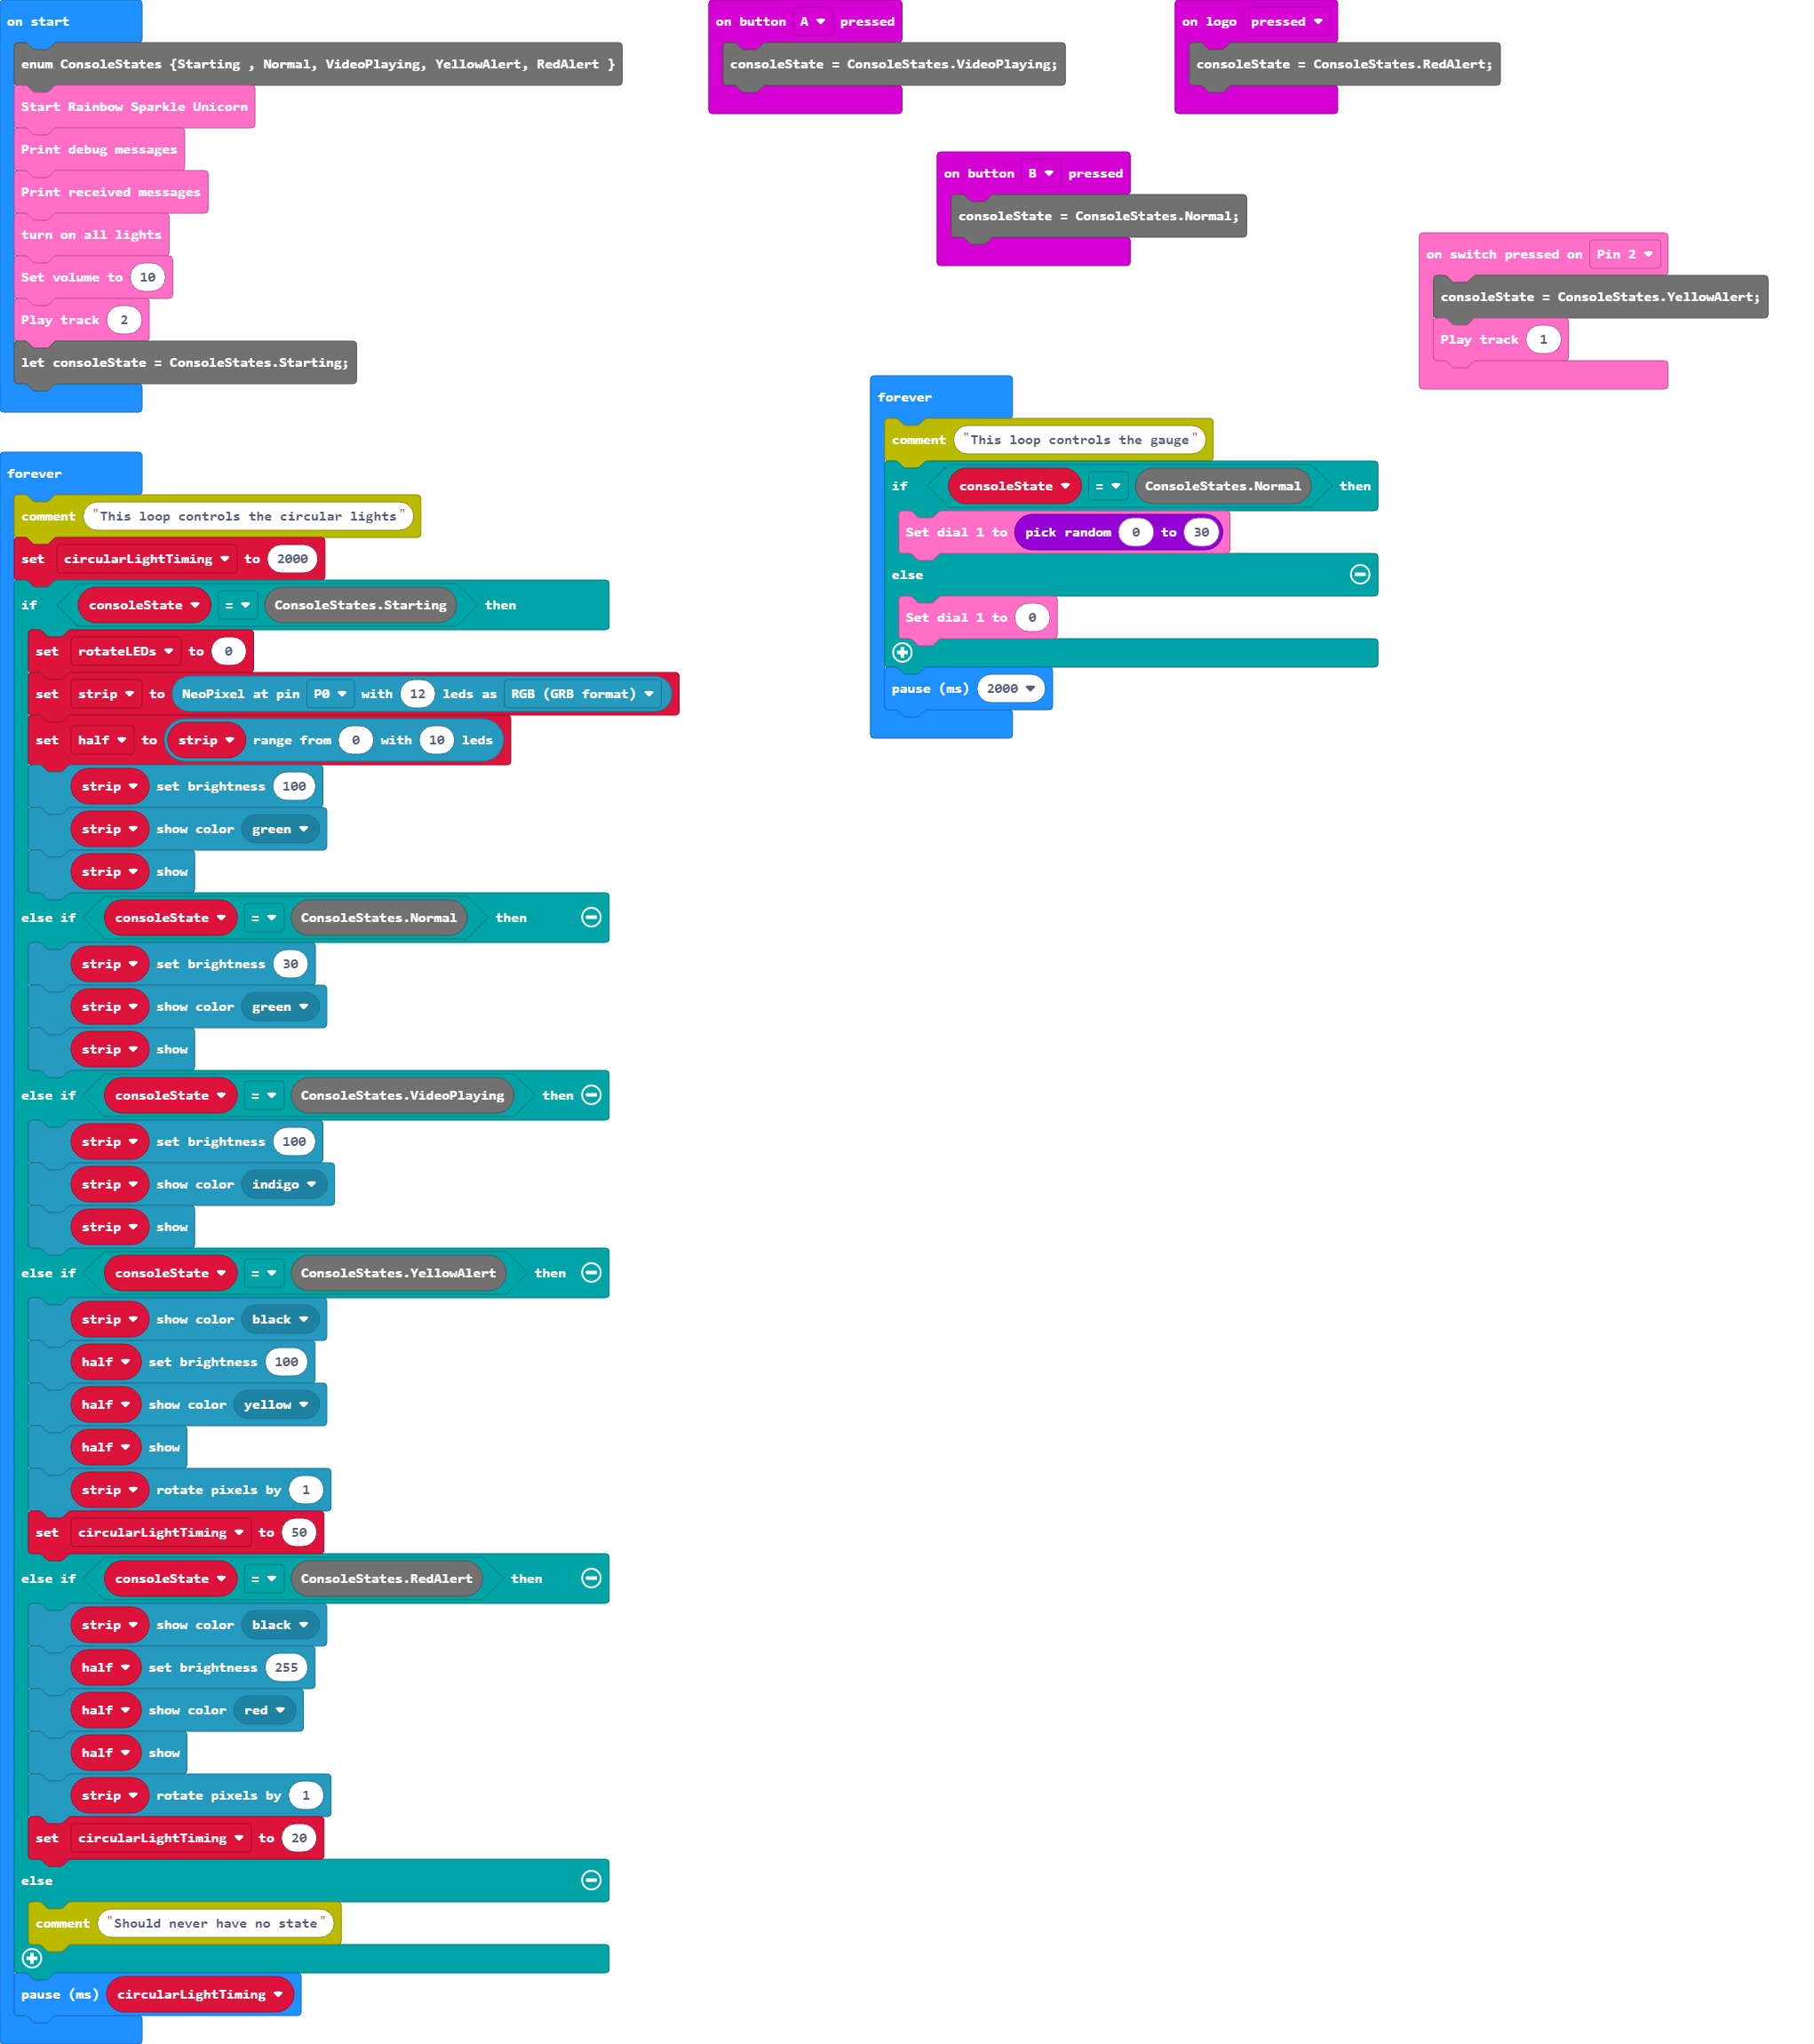 on start
enum ConsoleStates {Starting , Normal, VideoPlaying, YellowAlert, RedAlert }
Start Rainbow Sparkle Unicorn
Print debug messages
Print received messages
turn on all lights
Set volume to 10
Play track 2
let consoleState = ConsoleStates.Starting;
on button A pressed
consoleState = ConsoleStates.VideoPlaying;
on logo pressed
consoleState = ConsoleStates.RedAlert;
on button B pressed
consoleState = ConsoleStates.Normal;
on switch pressed on Pin 2
consoleState = ConsoleStates.YellowAlert;
Play track 1
forever
comment "This loop controls the gauge"
if consoleState = ConsoleStates.Normal then
Set dial 1 to pick random 0 to 30
else
Set dial 1 to 0
pause (ms) 2000
forever
comment "This loop controls the circular lights"
set circularLightTiming to 2000
if consoleState = ConsoleStates.Starting then
set rotateLEDs to 0
set strip to NeoPixel at pin P0 with 12 leds as RGB (GRB format)
set half to strip range from 0 with 10 leds
strip set brightness 100
strip show color green
strip show
else if consoleState = ConsoleStates.Normal then
strip set brightness 30
strip show color green
strip show
else if consoleState = ConsoleStates.VideoPlaying then
strip set brightness 100
strip show color indigo
strip show
else if consoleState = ConsoleStates.YellowAlert then
strip show color black
half set brightness 100
half show color yellow
half show
strip rotate pixels by 1
set circularLightTiming to 50
else if consoleState = ConsoleStates.RedAlert then
strip show color black
half set brightness 255
half show color red
half show
strip rotate pixels by 1
set circularLightTiming to 20
else
comment "Should never have no state"
pause (ms) circularLightTiming